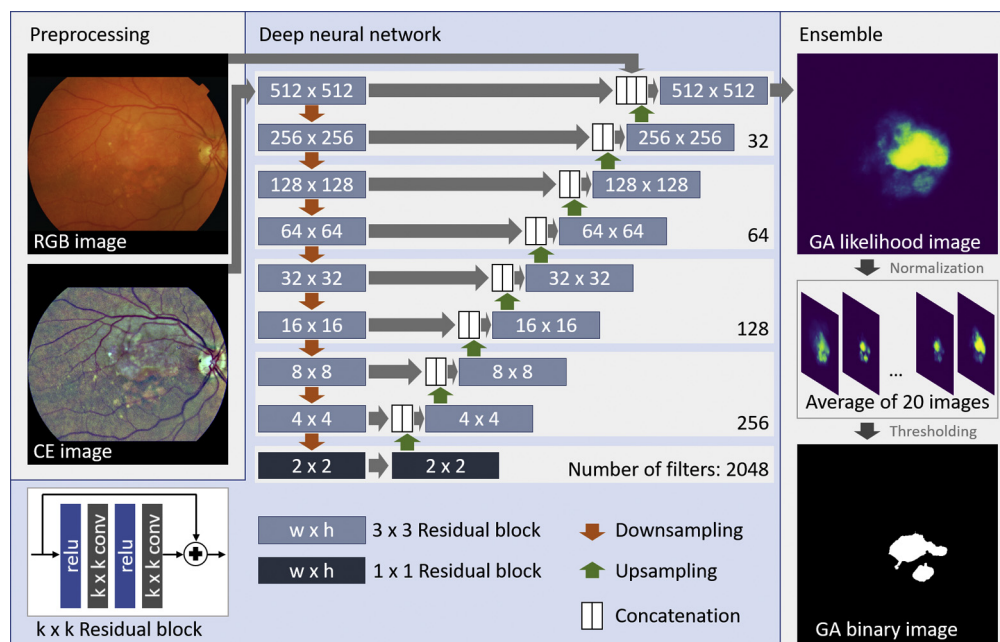 Preprocessing
RGB image
CE image
relu
k x k conv
relu
k x k conv
k x k Residual block
Deep neural network
512 x 512
512 x 512
256 x 256
256 x 256
32
128 x 128
128 x 128
64 x 64
64 x 64
64
32 x 32
32 x 32
16 x 16
16 x 16
128
8 x 8
8 x 8
4 x 4
4 x 4
256
2 x 2
2 x 2
Number of filters: 2048
w x h
3 x 3 Residual block
w x h
1 x 1 Residual block
Downsampling
Upsampling
Concatenation
Ensemble
GA likelihood image
Normalization
...
Average of 20 images
Thresholding
GA binary image